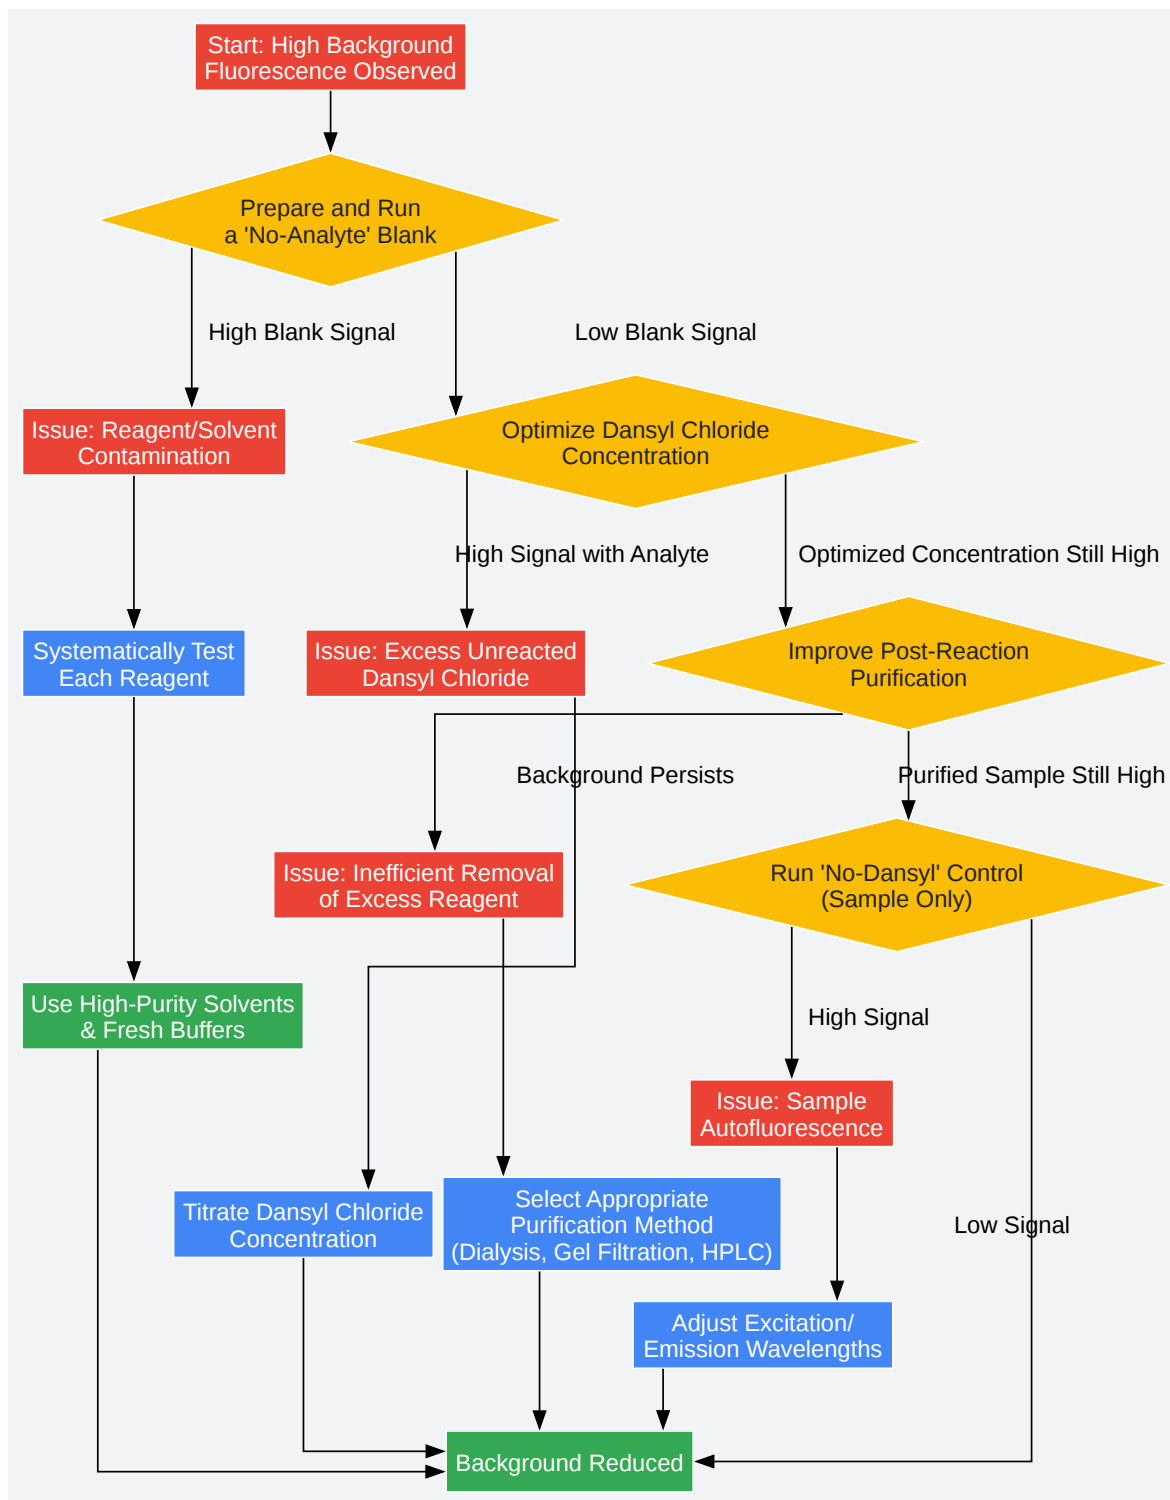 Start: High Background
Fluorescence Observed
Prepare and Run
a 'No-Analyte' Blank
High Blank Signal
Low Blank Signal
Issue: Reagent/Solvent
Contamination
Optimize Dansyl Chloride
Concentration
High Signal with Analyte
Optimized Concentration Still High
Systematically Test
Each Reagent
Issue: Excess Unreacted
Dansyl Chloride
Improve Post-Reaction
Purification
Background Persists
Purified Sample Still High
Issue: Inefficient Removal
of Excess Reagent
Run 'No-Dansyl' Control
(Sample Only)
Use High-Purity Solvents
& Fresh Buffers
High Signal
Issue: Sample
Autofluorescence
Titrate Dansyl Chloride
Concentration
Select Appropriate
Purification Method
(Dialysis, Gel Filtration, HPLC)
Low Signal
Adjust Excitation/
Emission Wavelengths
Background Reduced